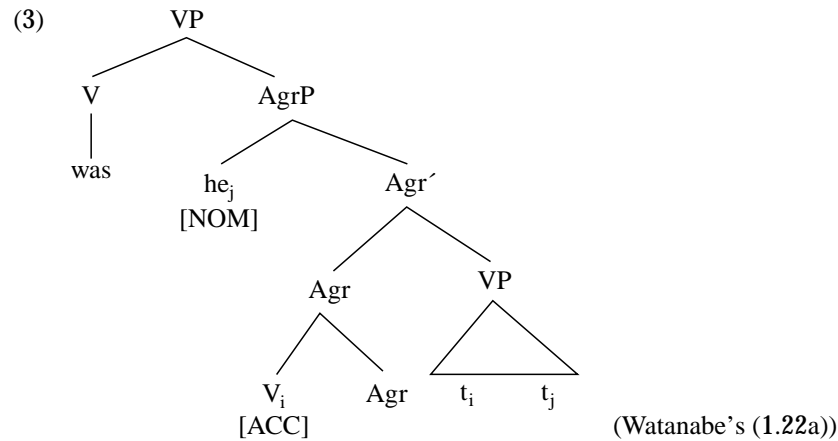 (3) VP
V AgrP
was
he_j Agr´
[NOM]
Agr VP
V_i Agr t_i t_j
[ACC] (Watanabe's (1.22a))